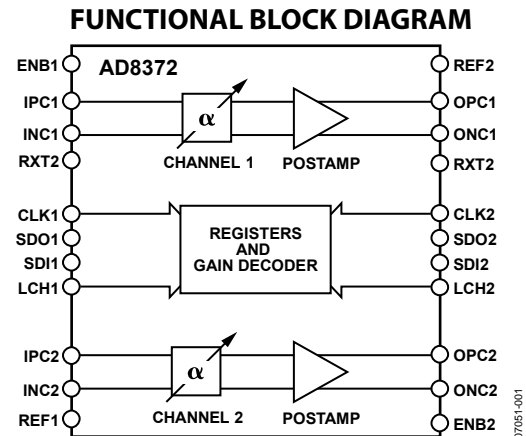 FUNCTIONAL BLOCK DIAGRAM
AD8372
ENB1
REF2
IPC1
OPC1
α
INC1
ONC1
RXT2
CHANNEL 1
POSTAMP
RXT2
CLK1
CLK2
REGISTERS
AND
GAIN DECODER
SDO1
SDO2
SDI1
SDI2
LCH1
LCH2
IPC2
OPC2
α
INC2
ONC2
REF1
CHANNEL 2
POSTAMP
ENB2
07051-001